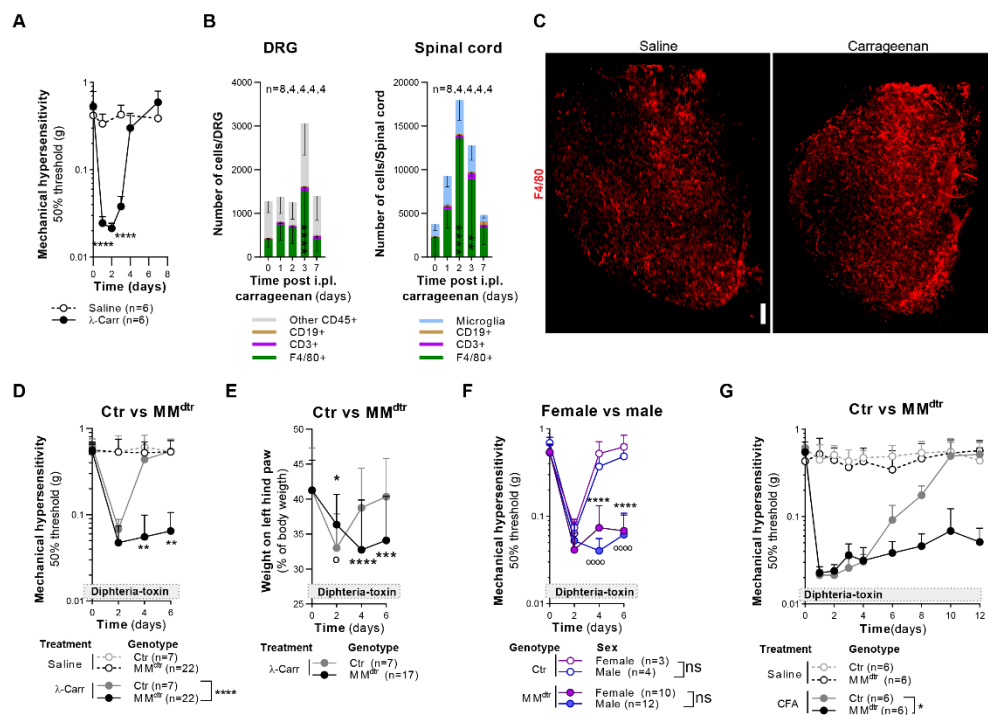 A
Mechanical hypersensitivity
50% threshold (g)
1
0.1
0.01
****
****
0 2 4 6 8
Time (days)
Saline (n=6)
λ-Carr (n=6)
B
DRG
n=8,4,4,4,4
Number of cells/DRG
4000
3000
2000
1000
0
0 1 2 3 7
Time post i.pl.
carrageenan (days)
Other CD45+
CD19+
CD3+
F4/80+
Spinal cord
n=8,4,4,4,4
Number of cells/Spinal cord
20000
15000
10000
5000
0
0 1 2 3 7
Time post i.pl.
carrageenan (days)
Microglia
CD19+
CD3+
F4/80+
C
Saline
Carrageenan
F4/80
D
Ctr vs MMdtr
Mechanical hypersensitivity
50% threshold (g)
1
0.1
0.01
**
**
Diphteria-toxin
0 2 4 6
Time (days)
Treatment Genotype
Saline
Ctr (n=7)
MMdtr (n=22)
λ-Carr
Ctr (n=7)
MMdtr (n=22)
****
E
Ctr vs MMdtr
Weight on left hind paw
(% of body weigth)
50
45
40
35
30
25
*
o
****
***
Diphteria-toxin
0 2 4 6
Time (days)
Treatment Genotype
λ-Carr
Ctr (n=7)
MMdtr (n=17)
F
Female vs male
Mechanical hypersensitivity
50% threshold (g)
1
0.1
0.01
****
****
oooo
oooo
Diphteria-toxin
0 2 4 6
Time (days)
Genotype Sex
Ctr
Female (n=3)
Male (n=4)
ns
MMdtr
Female (n=10)
Male (n=12)
ns
G
Ctr vs MMdtr
Mechanical hypersensitivity
50% threshold (g)
1
0.1
0.01
Diphteria-toxin
0 2 4 6 8 10 12
Time (days)
Treatment Genotype
Saline
Ctr (n=6)
MMdtr (n=6)
CFA
Ctr (n=6)
MMdtr (n=6)
*